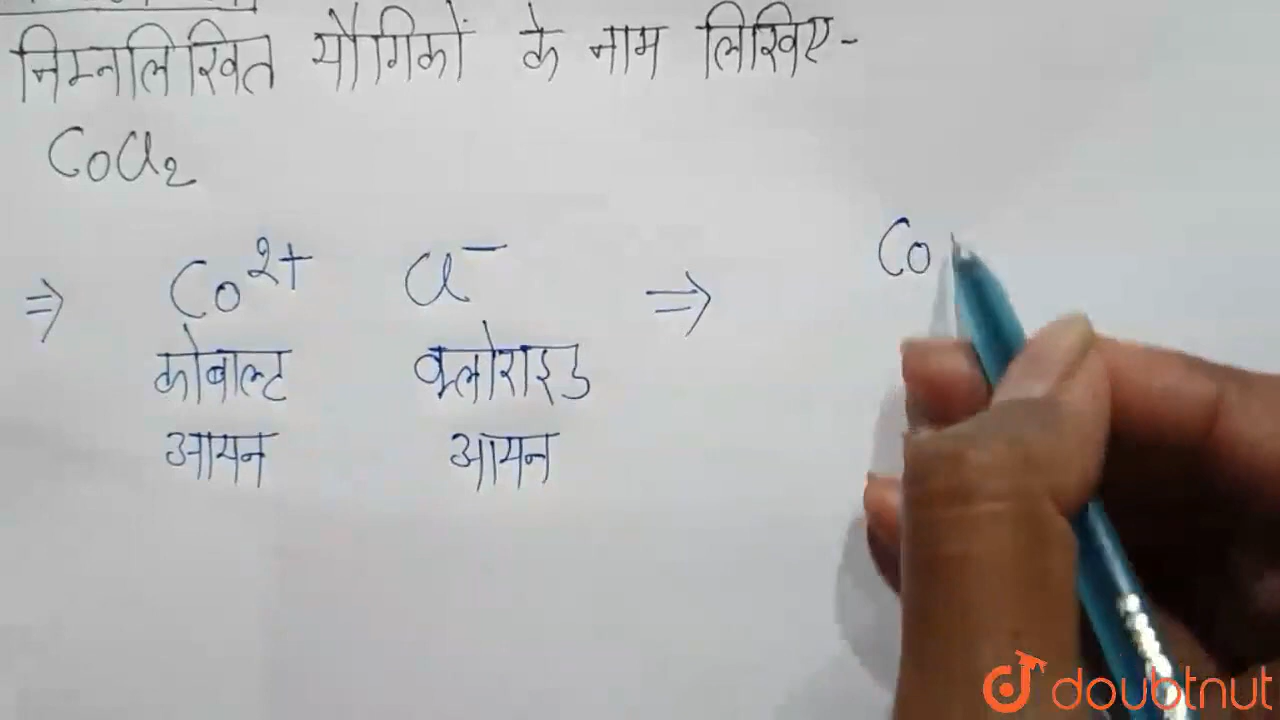 निम्नलिखित यौगिकों के नाम लिखिए-
CoCl₂
⇒ Co²⁺ Cl⁻ ⇒ Co
कोबाल्ट क्लोराइड
आयन आयन
doubtnut